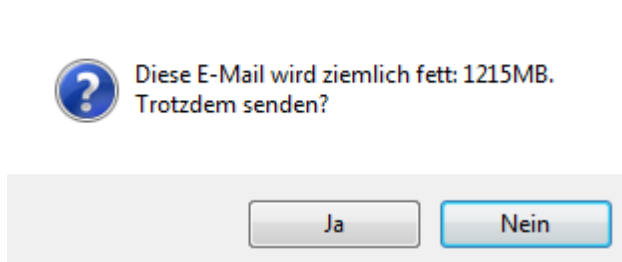 Diese E-Mail wird ziemlich fett: 1215MB.
Trotzdem senden?
Ja
Nein